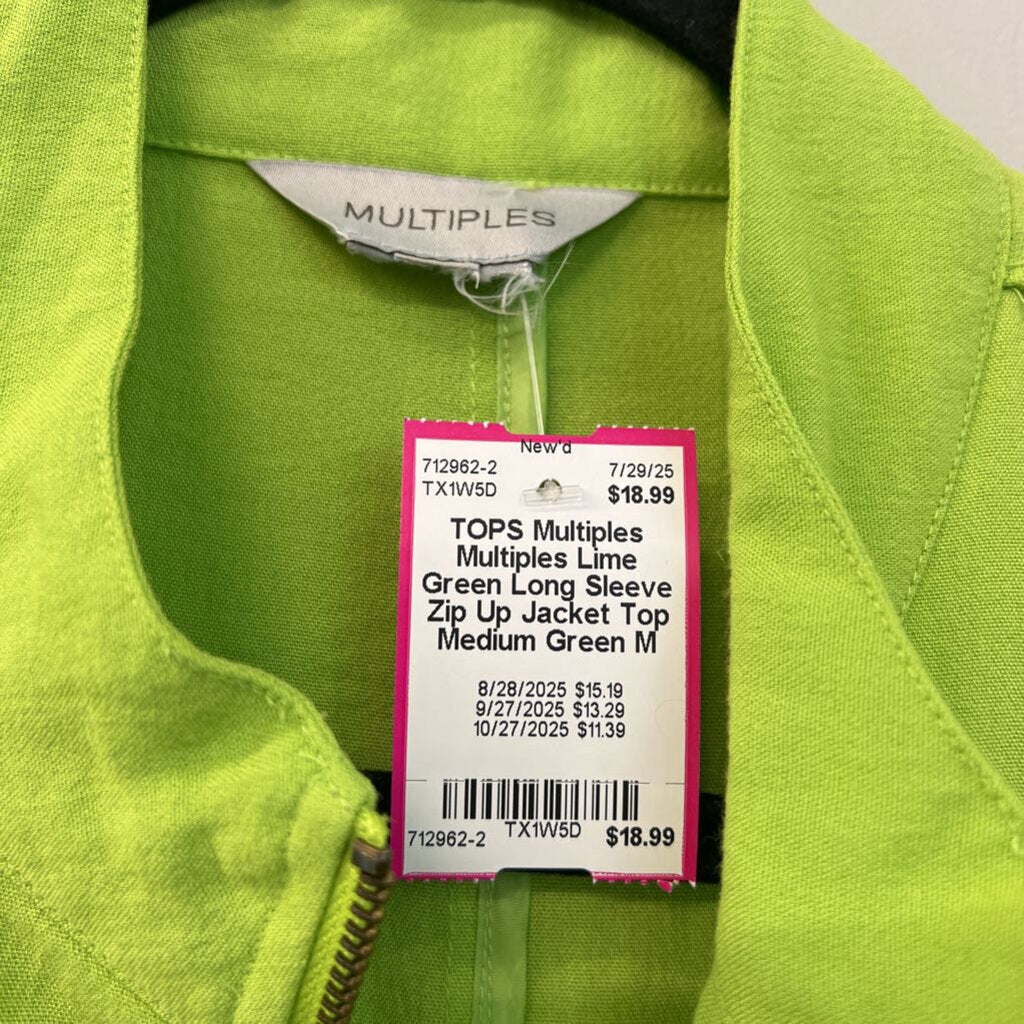 MULTIPLES
New'd
712962-2 7/29/25
TX1W5D $18.99
TOPS Multiples
Multiples Lime
Green Long Sleeve
Zip Up Jacket Top
Medium Green M
8/28/2025 $15.19
9/27/2025 $13.29
10/27/2025 $11.39
712962-2 TX1W5D $18.99